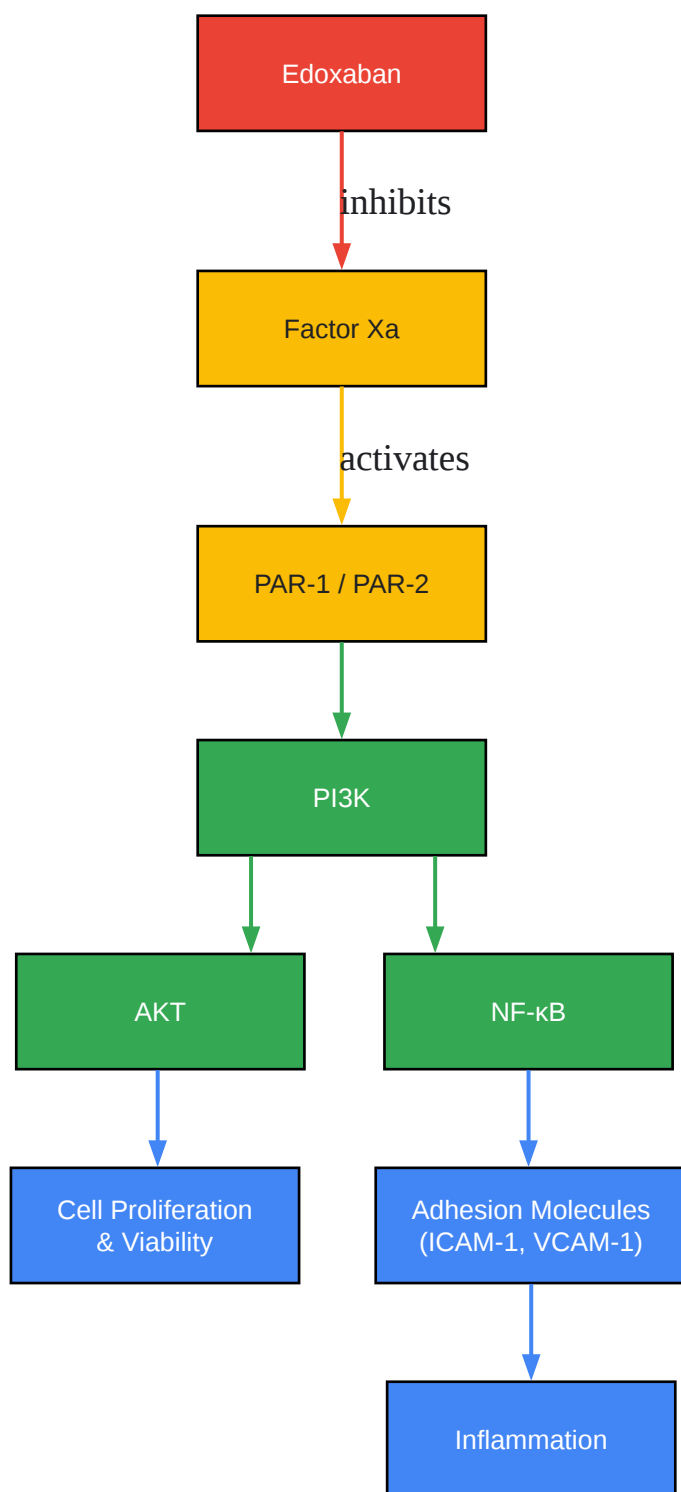 Edoxaban
inhibits
Factor Xa
activates
PAR-1 / PAR-2
PI3K
AKT
NF-κB
Cell Proliferation
& Viability
Adhesion Molecules
(ICAM-1, VCAM-1)
Inflammation